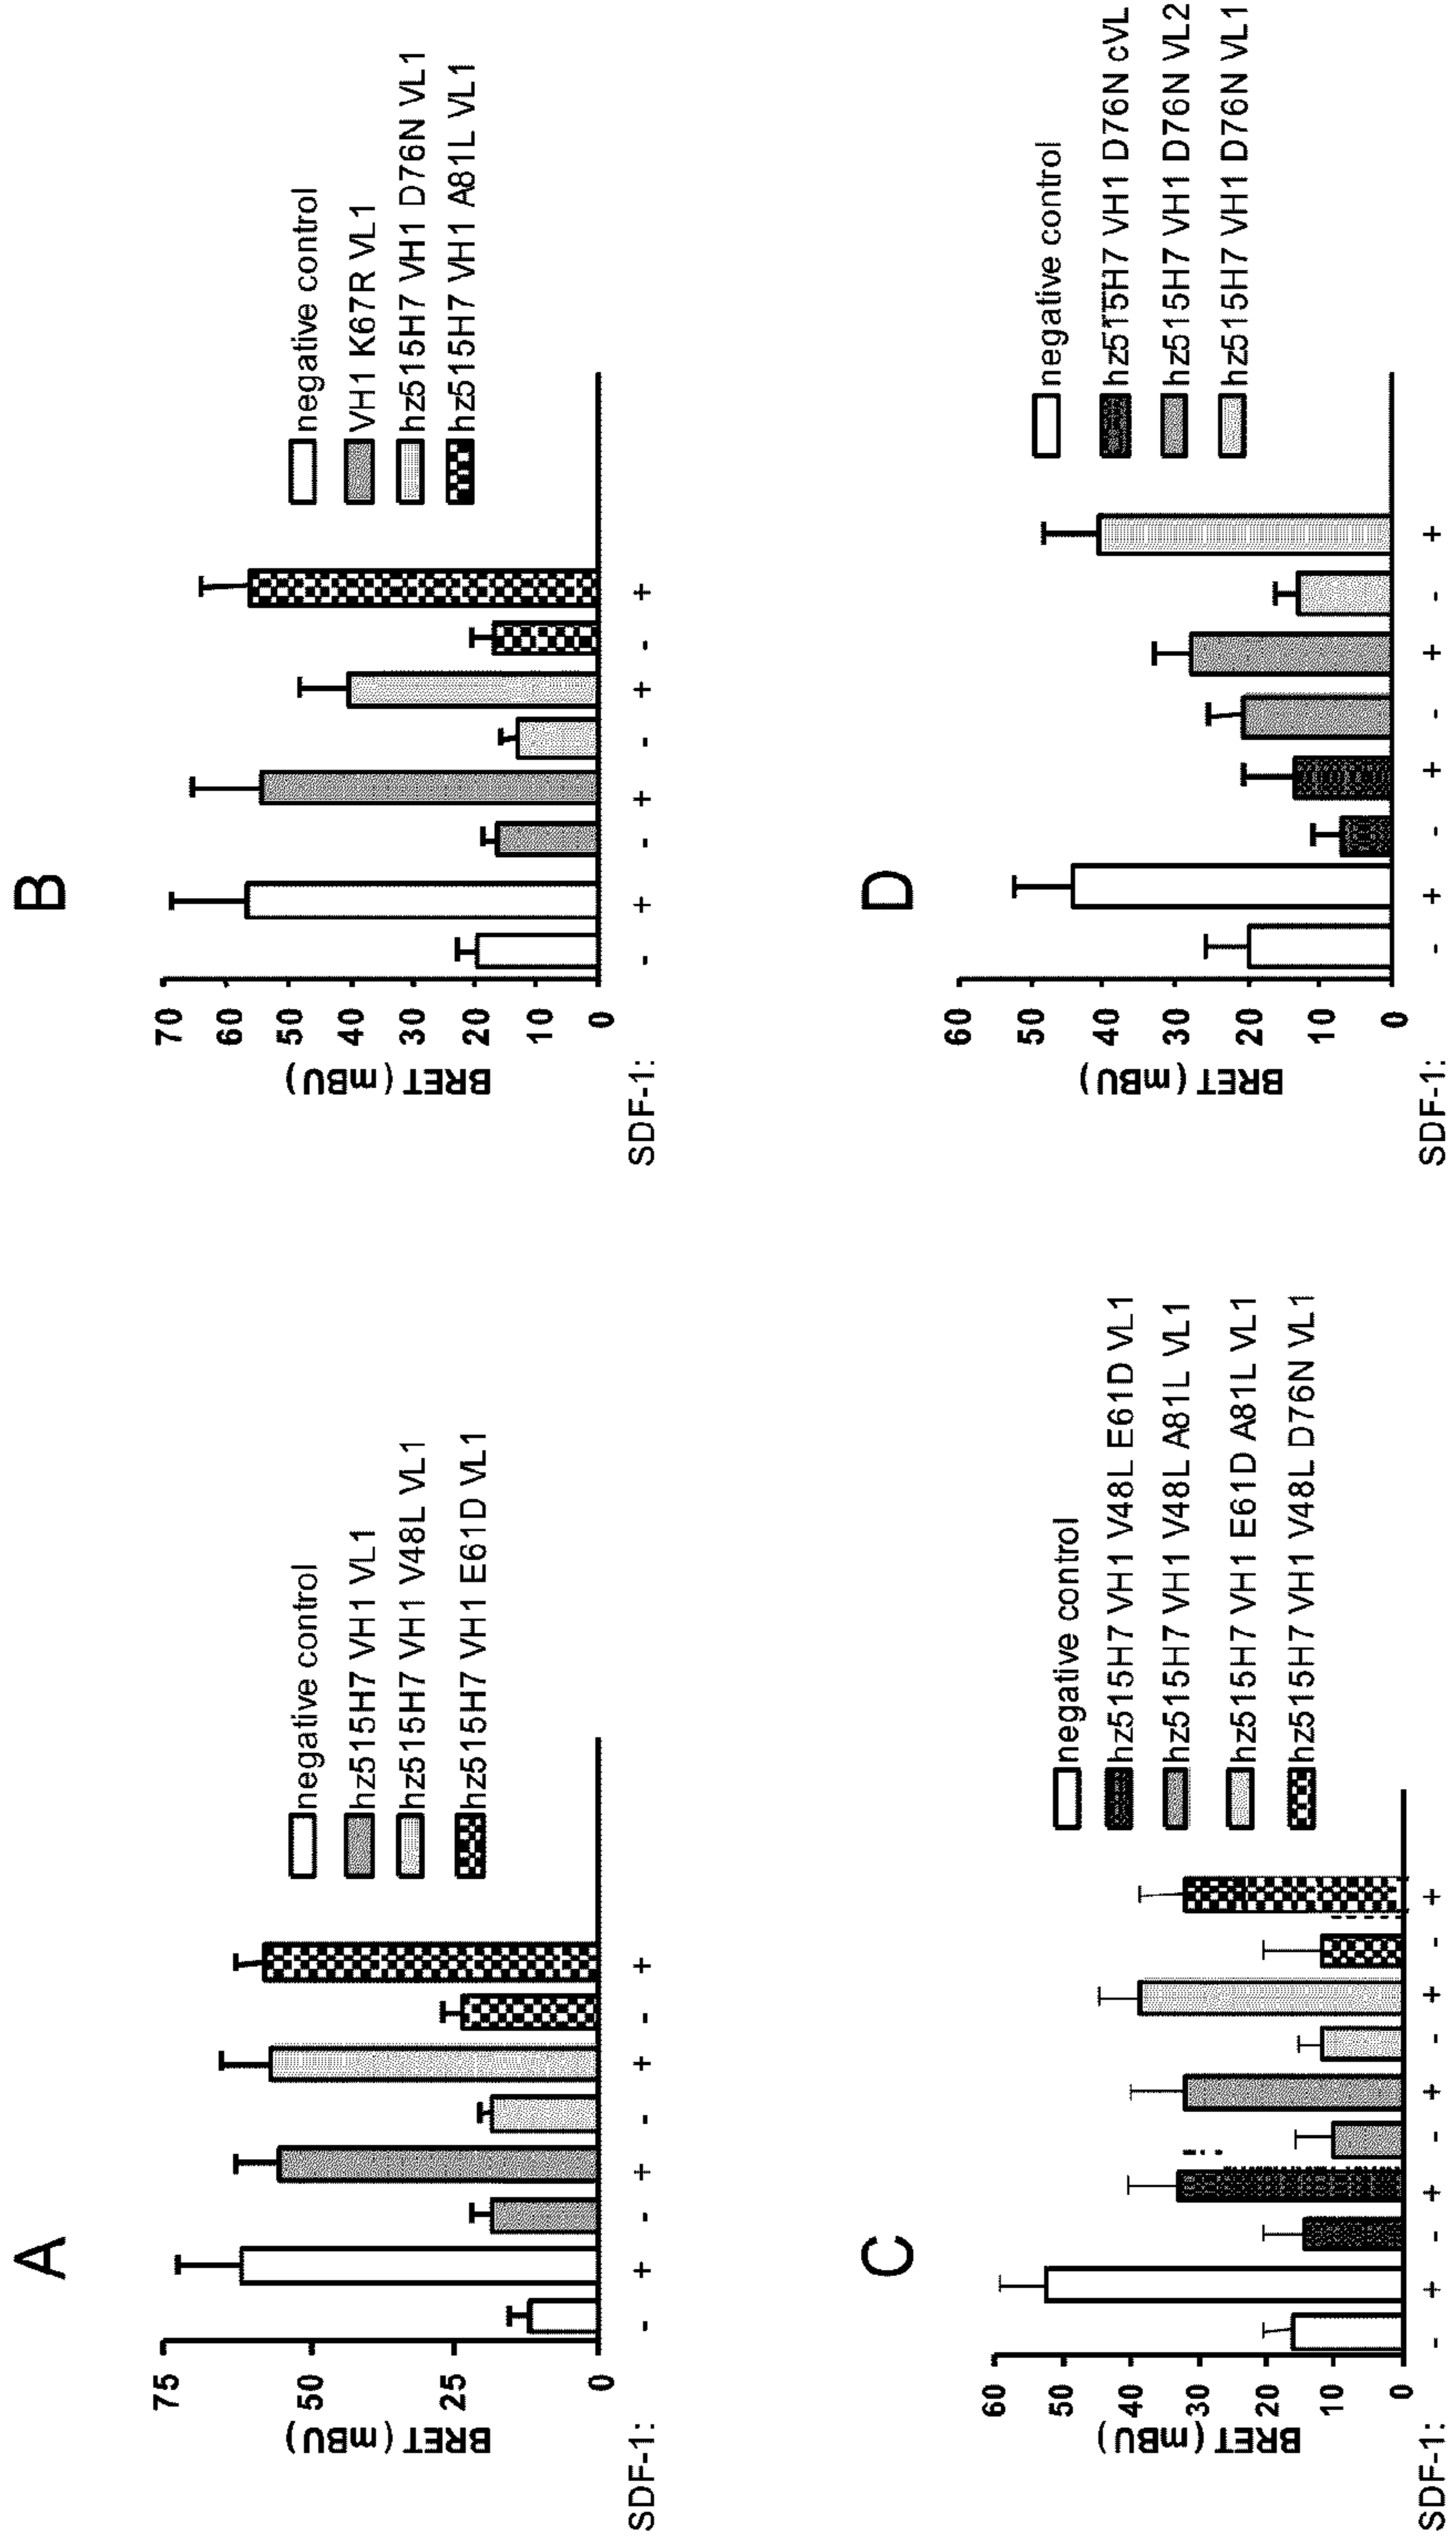 A
75
50
25
0
BRET (mBU)
SDF-1:
- + - + - + - +
negative control
hz515H7 VH1 VL1
hz515H7 VH1 V48L VL1
hz515H7 VH1 E61D VL1
B
70
60
50
40
30
20
10
0
BRET (mBU)
SDF-1:
- + - + - + - +
negative control
VH1 K67R VL1
hz515H7 VH1 D76N VL1
hz515H7 VH1 A81L VL1
C
60
50
40
30
20
10
0
BRET (mBU)
SDF-1:
- + - + - + - + - +
negative control
hz515H7 VH1 V48L E61D VL1
hz515H7 VH1 V48L A81L VL1
hz515H7 VH1 E61D A81L VL1
hz515H7 VH1 V48L D76N VL1
D
60
50
40
30
20
10
0
BRET (mBU)
SDF-1:
- + - + - + - +
negative control
hz515H7 VH1 D76N cVL
hz515H7 VH1 D76N VL2
hz515H7 VH1 D76N VL1